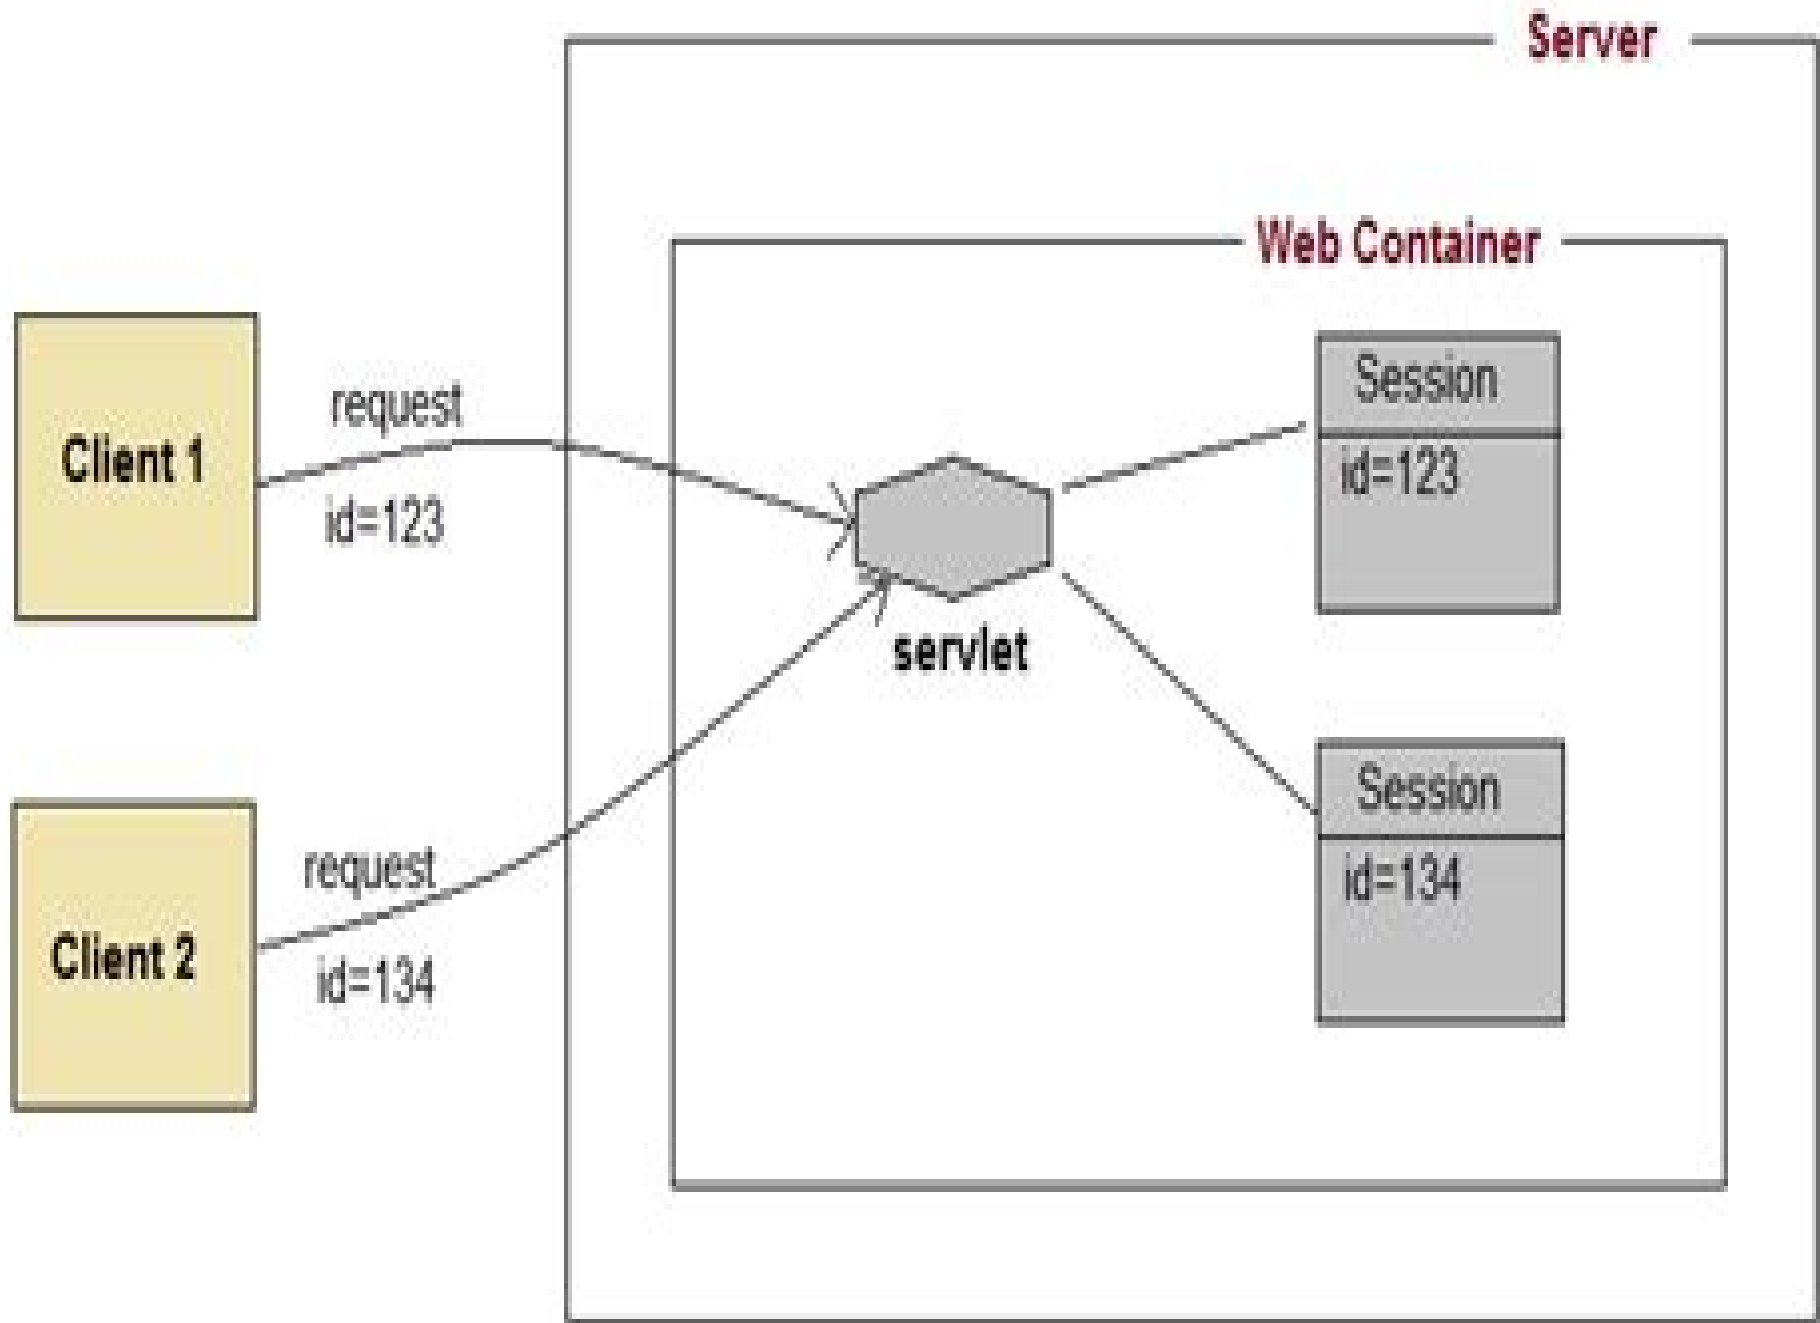 Server
Web Container
Client 1
request
id=123
servlet
Session
id=123
Client 2
request
id=134
Session
id=134